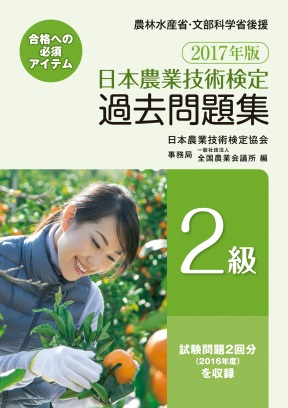 農林水産省・文部科学省後援
合格への
必須
アイテム
2017年版
日本農業技術検定
過去問題集
日本農業技術検定協会
事務局 一般社団法人 全国農業会議所 編
2級
試験問題2回分
(2016年度)
を収録